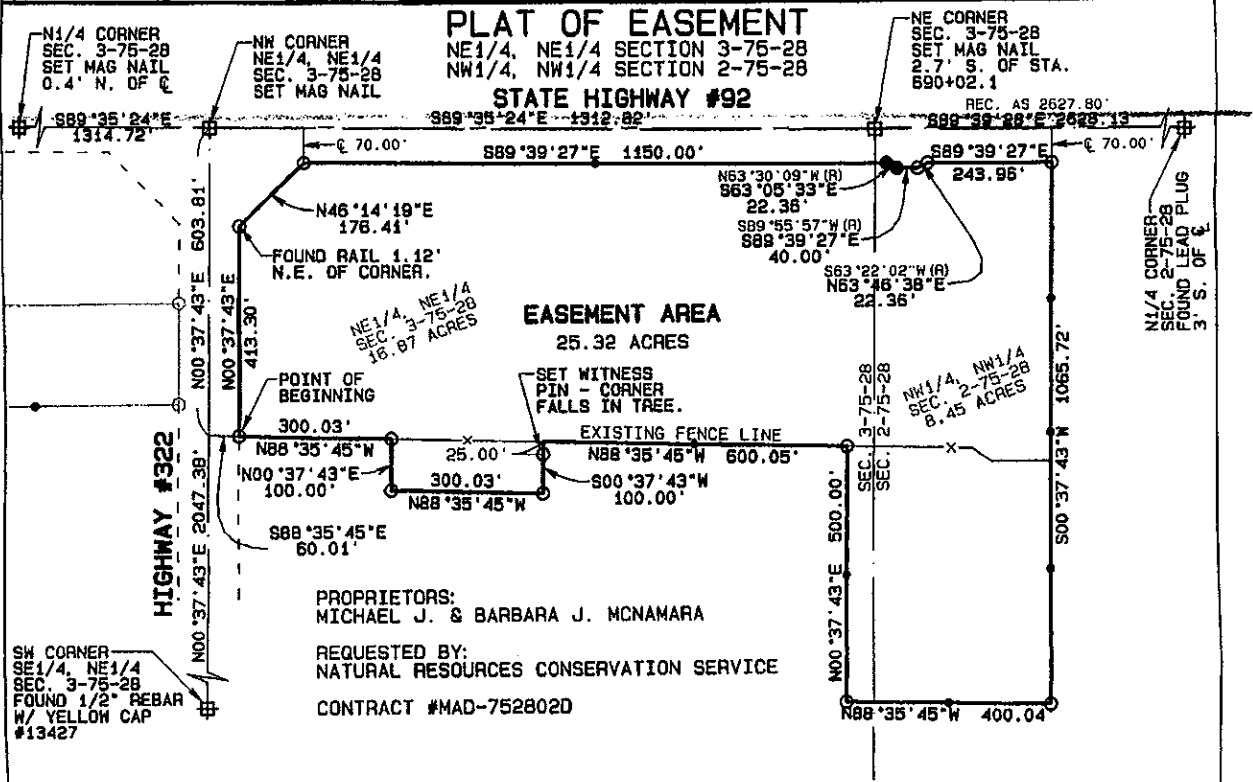 PLAT OF EASEMENT
NE1/4, NE1/4 SECTION 3-75-28
NW1/4, NW1/4 SECTION 2-75-28
STATE HIGHWAY #92
N1/4 CORNER
SEC. 3-75-28
SET MAG NAIL
0.4' N. OF ℄
NW CORNER
NE1/4, NE1/4
SEC. 3-75-28
SET MAG NAIL
NE CORNER
SEC. 3-75-28
SET MAG NAIL
2.7' S. OF STA.
690+02.1
REC. AS 2627.80'
S89°35'24"E
1314.72'
S89°35'24"E 1312.82'
S89°39'28"E 2628.13'
℄ 70.00'
S89°39'27"E 1150.00'
S89°39'27"E
243.96'
℄ 70.00'
N63°30'09"W (R)
S63°05'33"E
22.36'
S89°55'57"W (R)
S89°39'27"E
40.00'
S63°22'02"W (R)
N63°46'38"E
22.36'
N1/4 CORNER
SEC. 2-75-28
FOUND LEAD PLUG
3' S. OF ℄
N46°14'19"E
176.41'
FOUND RAIL 1.12'
N.E. OF CORNER.
N00°37'43"E 603.81'
N00°37'43"E
413.30'
NE1/4, NE1/4
SEC. 3-75-28
16.87 ACRES
EASEMENT AREA
25.32 ACRES
NW1/4, NW1/4
SEC. 2-75-28
8.45 ACRES
SEC. 3-75-28
SEC. 2-75-28
S00°37'43"W 1065.72'
POINT OF
BEGINNING
SET WITNESS
PIN - CORNER
FALLS IN TREE.
300.03'
N88°35'45"W
25.00'
EXISTING FENCE LINE
N88°35'45"W 600.05'
N00°37'43"E
100.00'
300.03'
N88°35'45"W
S00°37'43"W
100.00'
S88°35'45"E
60.01'
HIGHWAY #322
N00°37'43"E 2047.38'
N00°37'43"E 500.00'
N88°35'45"W 400.04'
PROPRIETORS:
MICHAEL J. & BARBARA J. MCNAMARA
REQUESTED BY:
NATURAL RESOURCES CONSERVATION SERVICE
CONTRACT #MAD-752802D
SW CORNER
SE1/4, NE1/4
SEC. 3-75-28
FOUND 1/2" REBAR
W/ YELLOW CAP
#13427